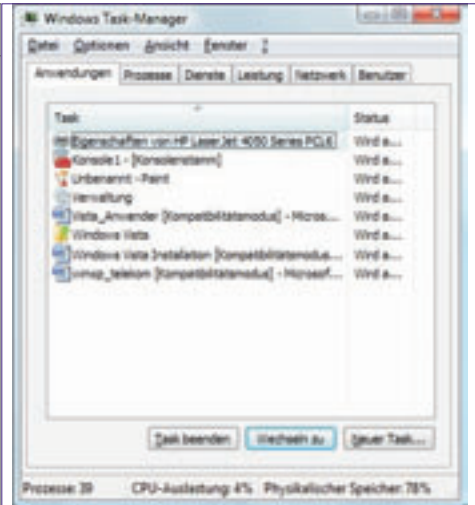 Windows Task-Manager
Datei Optionen Ansicht Fenster ?
Anwendungen Prozesse Dienste Leistung Netzwerk Benutzer
Task Status
Eigenschaften von HP LaserJet 4050 Series PCL6 Wird a...
Konsole1 - [Konsolenstamm] Wird a...
Unbenannt - Paint Wird a...
Verwaltung Wird a...
Vista_Anwender [Kompatibilitätsmodus] - Micros... Wird a...
Windows Vista Wird a...
Windows Vista Installation [Kompatibilitätsmodus... Wird a...
[Kompatibilitätsmodus] - Microsof... Wird a...
Task beenden Wechseln zu Neuer Task...
Prozesse: 39 CPU-Auslastung: 4% Physikalischer Speicher: 78%